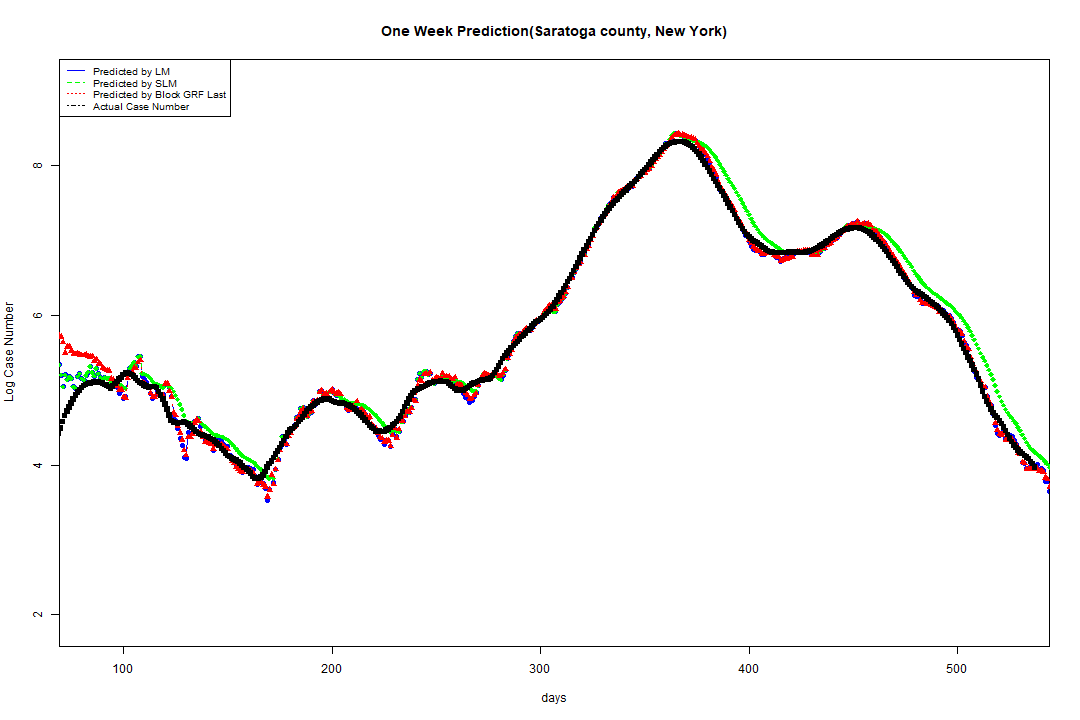 One Week Prediction(Saratoga county, New York)
Predicted by LM
Predicted by SLM
Predicted by Block GRF Last
Actual Case Number
8
6
4
2
Log Case Number
100 200 300 400 500
days